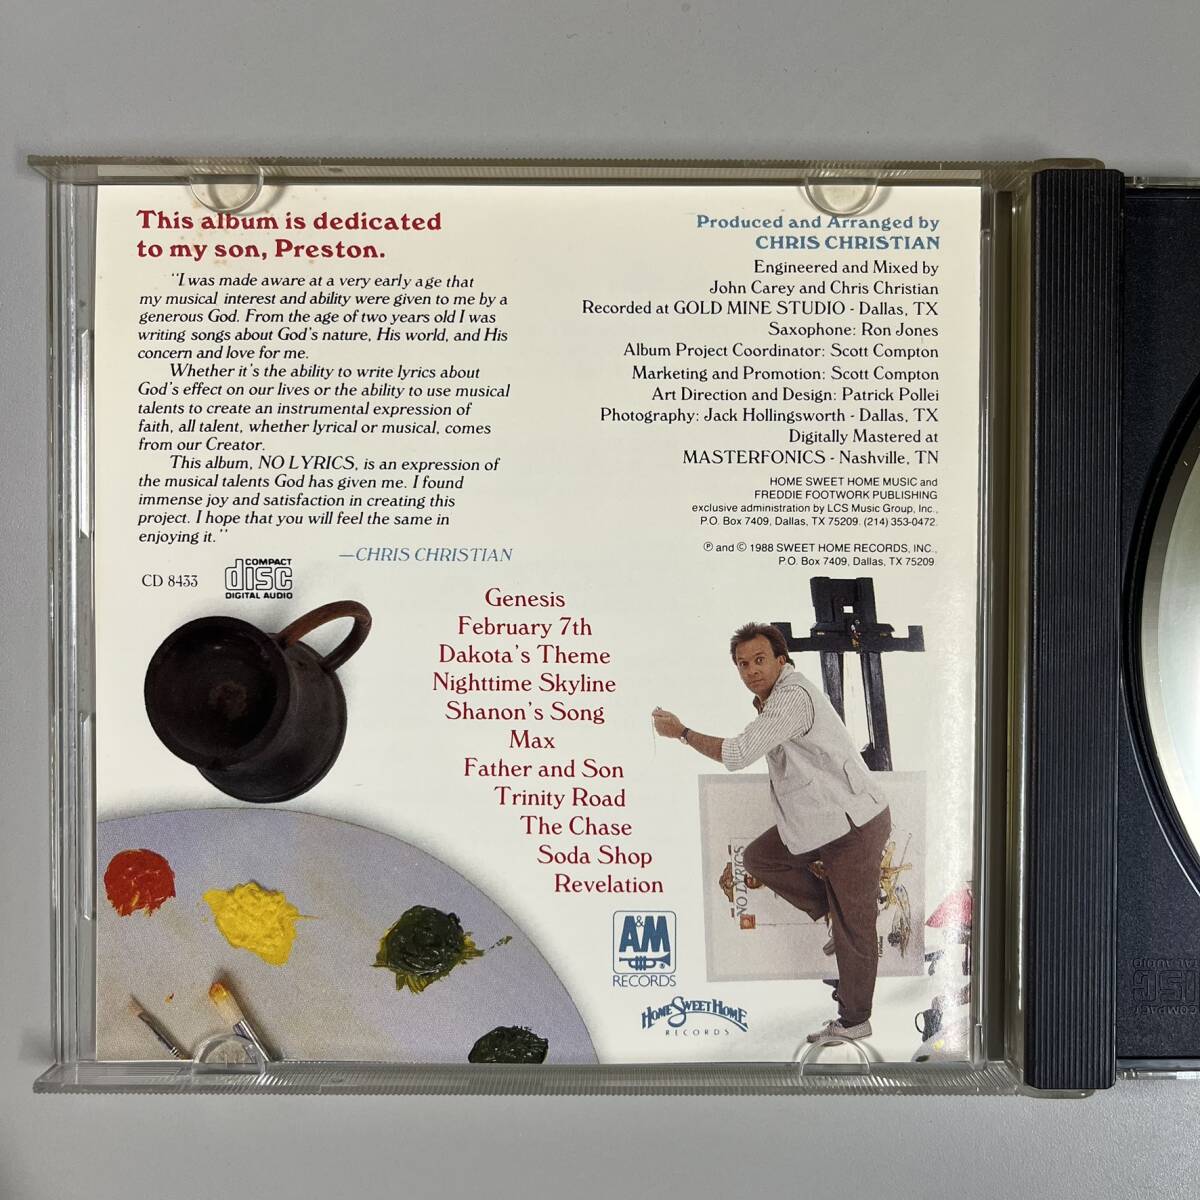 This album is dedicated
to my son, Preston.
"I was made aware at a very early age that
my musical interest and ability were given to me by a
generous God. From the age of two years old I was
writing songs about God's nature, His world, and His
concern and love for me.
Whether it's the ability to write lyrics about
God's effect on our lives or the ability to use musical
talents to create an instrumental expression of
faith, all talent, whether lyrical or musical, comes
from our Creator.
This album, NO LYRICS, is an expression of
the musical talents God has given me. I found
immense joy and satisfaction in creating this
project. I hope that you will feel the same in
enjoying it."
—CHRIS CHRISTIAN
CD 8433
COMPACT
disc
DIGITAL AUDIO
Produced and Arranged by
CHRIS CHRISTIAN
Engineered and Mixed by
John Carey and Chris Christian
Recorded at GOLD MINE STUDIO - Dallas, TX
Saxophone: Ron Jones
Album Project Coordinator: Scott Compton
Marketing and Promotion: Scott Compton
Art Direction and Design: Patrick Pollei
Photography: Jack Hollingsworth - Dallas, TX
Digitally Mastered at
MASTERFONICS - Nashville, TN
HOME SWEET HOME MUSIC and
FREDDIE FOOTWORK PUBLISHING
exclusive administration by LCS Music Group, Inc.,
P.O. Box 7409, Dallas, TX 75209. (214) 353-0472.
℗ and © 1988 SWEET HOME RECORDS, INC.,
P.O. Box 7409, Dallas, TX 75209
Genesis
February 7th
Dakota's Theme
Nighttime Skyline
Shanon's Song
Max
Father and Son
Trinity Road
The Chase
Soda Shop
Revelation
A&M
RECORDS
HOME SWEET HOME
RECORDS
NO LYRICS